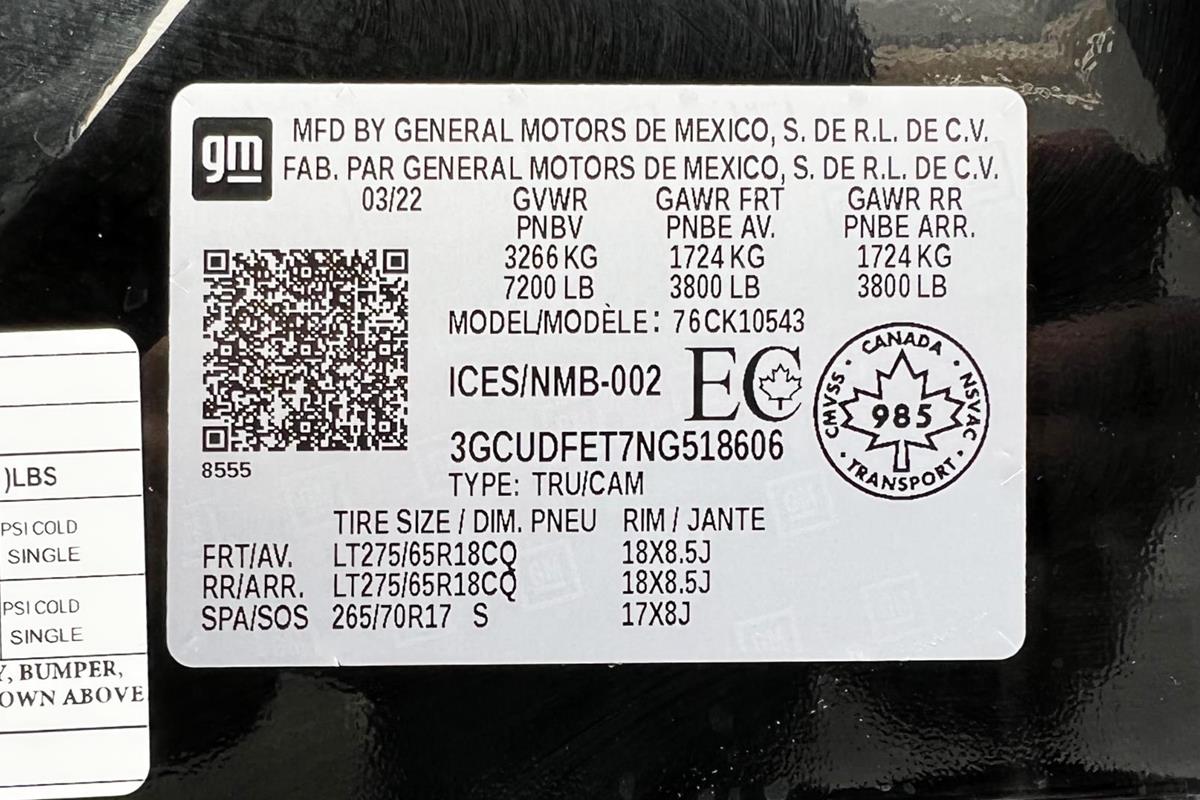 gm
MFD BY GENERAL MOTORS DE MEXICO, S. DE R.L. DE C.V.
FAB. PAR GENERAL MOTORS DE MEXICO, S. DE R.L. DE C.V.
03/22 GVWR GAWR FRT GAWR RR
PNBV PNBE AV. PNBE ARR.
3266 KG 1724 KG 1724 KG
7200 LB 3800 LB 3800 LB
MODEL/MODÈLE: 76CK10543
ICES/NMB-002 EC
CANADA
CMVSS 985 NSVAC
TRANSPORT
3GCUDFET7NG518606
8555
TYPE: TRU/CAM
TIRE SIZE / DIM. PNEU RIM / JANTE
FRT/AV. LT275/65R18CQ 18X8.5J
RR/ARR. LT275/65R18CQ 18X8.5J
SPA/SOS 265/70R17 S 17X8J
)LBS
PSI COLD
SINGLE
PSI COLD
SINGLE
Y, BUMPER,
OWN ABOVE